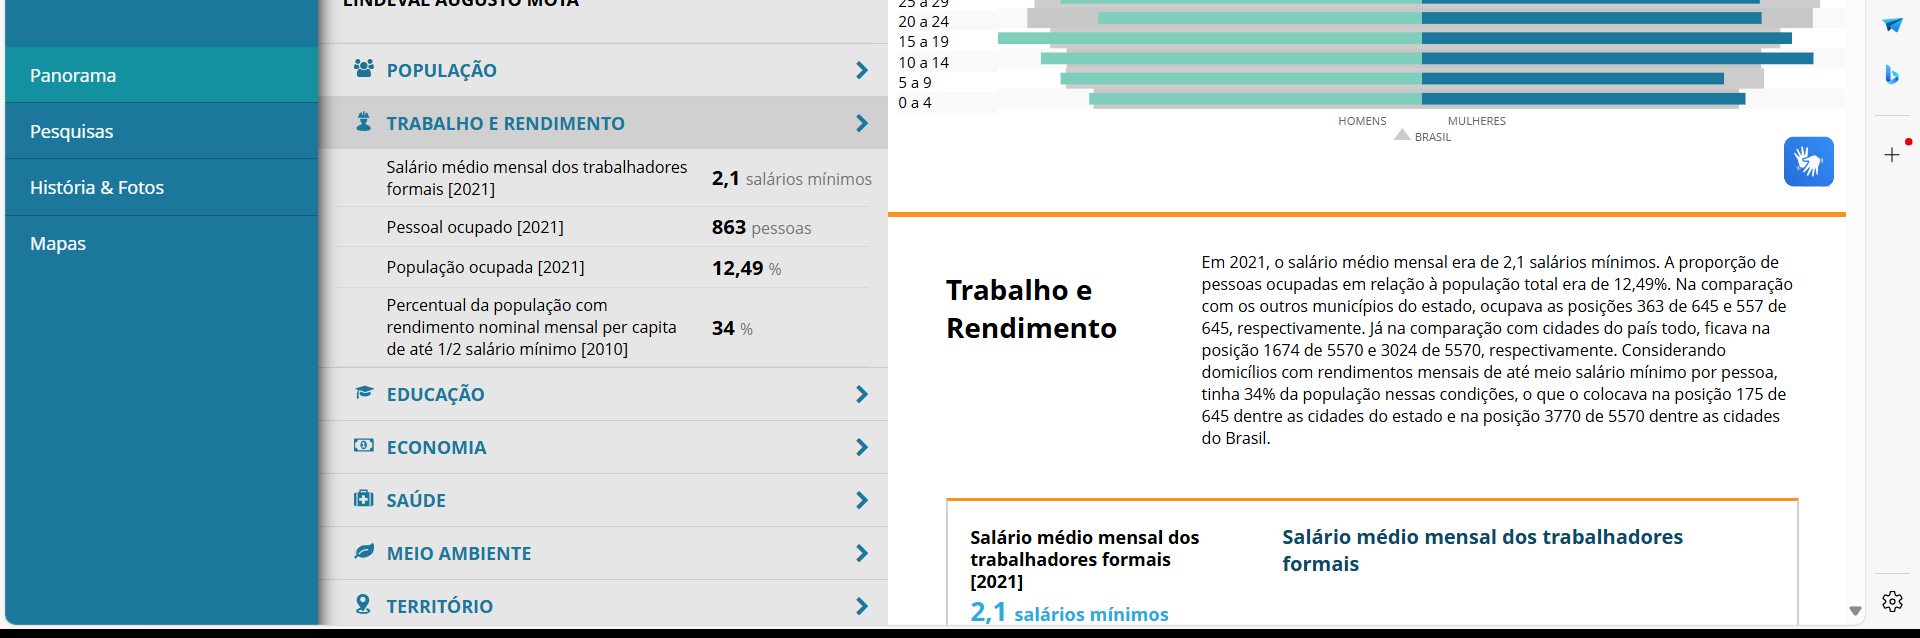 LINDEVAL AUGUSTO MOTA
Panorama
Pesquisas
História & Fotos
Mapas
POPULAÇÃO
TRABALHO E RENDIMENTO
Salário médio mensal dos trabalhadores
formais [2021]
2,1 salários mínimos
Pessoal ocupado [2021]
863 pessoas
População ocupada [2021]
12,49 %
Percentual da população com
rendimento nominal mensal per capita
de até 1/2 salário mínimo [2010]
34 %
EDUCAÇÃO
ECONOMIA
SAÚDE
MEIO AMBIENTE
TERRITÓRIO
25 a 29
20 a 24
15 a 19
10 a 14
5 a 9
0 a 4
HOMENS
MULHERES
BRASIL
Trabalho e
Rendimento
Em 2021, o salário médio mensal era de 2,1 salários mínimos. A proporção de
pessoas ocupadas em relação à população total era de 12,49%. Na comparação
com os outros municípios do estado, ocupava as posições 363 de 645 e 557 de
645, respectivamente. Já na comparação com cidades do país todo, ficava na
posição 1674 de 5570 e 3024 de 5570, respectivamente. Considerando
domicílios com rendimentos mensais de até meio salário mínimo por pessoa,
tinha 34% da população nessas condições, o que o colocava na posição 175 de
645 dentre as cidades do estado e na posição 3770 de 5570 dentre as cidades
do Brasil.
Salário médio mensal dos
trabalhadores formais
[2021]
2,1 salários mínimos
Salário médio mensal dos trabalhadores
formais